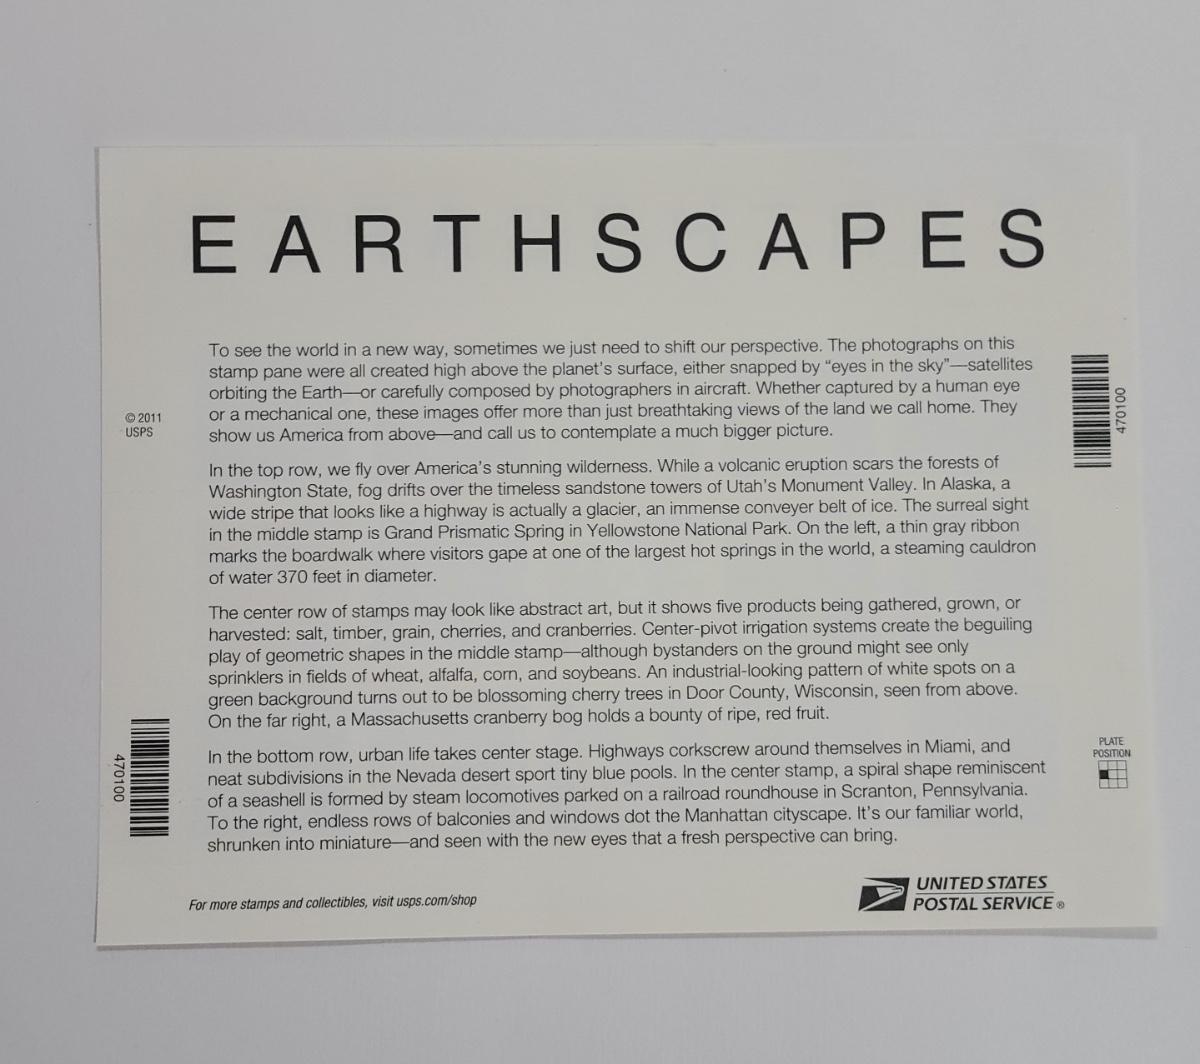 EARTHSCAPES
To see the world in a new way, sometimes we just need to shift our perspective. The photographs on this
stamp pane were all created high above the planet's surface, either snapped by "eyes in the sky"—satellites
orbiting the Earth—or carefully composed by photographers in aircraft. Whether captured by a human eye
or a mechanical one, these images offer more than just breathtaking views of the land we call home. They
show us America from above—and call us to contemplate a much bigger picture.
© 2011
USPS
470100
In the top row, we fly over America's stunning wilderness. While a volcanic eruption scars the forests of
Washington State, fog drifts over the timeless sandstone towers of Utah's Monument Valley. In Alaska, a
wide stripe that looks like a highway is actually a glacier, an immense conveyer belt of ice. The surreal sight
in the middle stamp is Grand Prismatic Spring in Yellowstone National Park. On the left, a thin gray ribbon
marks the boardwalk where visitors gape at one of the largest hot springs in the world, a steaming cauldron
of water 370 feet in diameter.
The center row of stamps may look like abstract art, but it shows five products being gathered, grown, or
harvested: salt, timber, grain, cherries, and cranberries. Center-pivot irrigation systems create the beguiling
play of geometric shapes in the middle stamp—although bystanders on the ground might see only
sprinklers in fields of wheat, alfalfa, corn, and soybeans. An industrial-looking pattern of white spots on a
green background turns out to be blossoming cherry trees in Door County, Wisconsin, seen from above.
On the far right, a Massachusetts cranberry bog holds a bounty of ripe, red fruit.
In the bottom row, urban life takes center stage. Highways corkscrew around themselves in Miami, and
neat subdivisions in the Nevada desert sport tiny blue pools. In the center stamp, a spiral shape reminiscent
of a seashell is formed by steam locomotives parked on a railroad roundhouse in Scranton, Pennsylvania.
To the right, endless rows of balconies and windows dot the Manhattan cityscape. It's our familiar world,
shrunken into miniature—and seen with the new eyes that a fresh perspective can bring.
470100
PLATE
POSITION
For more stamps and collectibles, visit usps.com/shop
UNITED STATES
POSTAL SERVICE ®